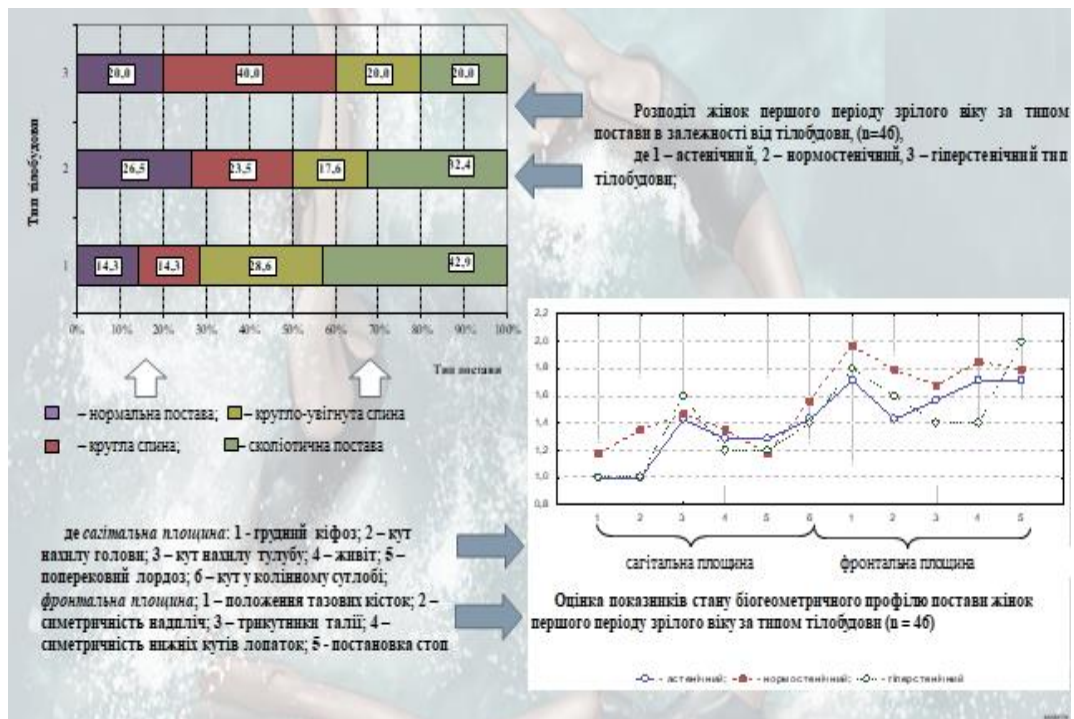 Тип тілобудови
3
20,0
40,0
20,0
20,0
2
26,5
23,5
17,6
32,4
1
14,3
14,3
28,6
42,9
0% 10% 20% 30% 40% 50% 60% 70% 80% 90% 100%
Тип постави
– нормальна постава; – кругло-увігнута спина
– кругла спина; – сколіотична постава
Розподіл жінок першого періоду зрілого віку за типом
постави в залежності від тілобудови, (n=46),
де 1 – астенічний, 2 – нормостенічний, 3 – гіперстенічний тип
тілобудови;
2,2
2,0
1,8
1,6
1,4
1,2
1,0
0,8
1 2 3 4 5 6 1 2 3 4 5
сагітальна площина фронтальна площина
де сагітальна площина: 1 - грудний кіфоз; 2 – кут
нахилу голови; 3 – кут нахилу тулубу; 4 – живіт; 5 –
поперековий лордоз; 6 – кут у колінному суглобі;
фронтальна площина; 1 – положення тазових кісток; 2 –
симетричність надпліч; 3 – трикутники талії; 4 –
симетричність нижніх кутів лопаток; 5 - постановка стоп
Оцінка показників стану біогеометричного профілю постави жінок
першого періоду зрілого віку за типом тілобудови (n = 46)
- астенічний; - нормостенічний; - гіперстенічний